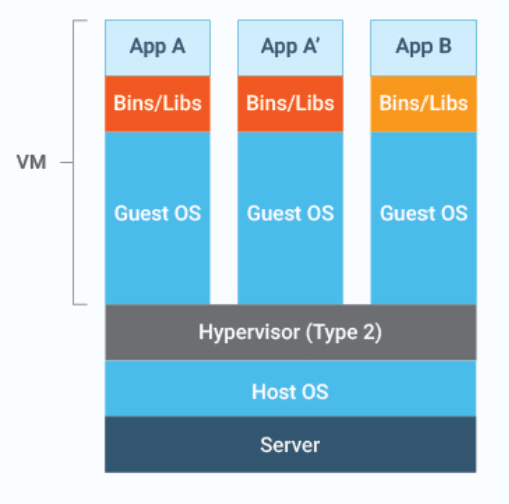 App A
App A’
App B
Bins/Libs
Bins/Libs
Bins/Libs
VM
Guest OS
Guest OS
Guest OS
Hypervisor (Type 2)
Host OS
Server